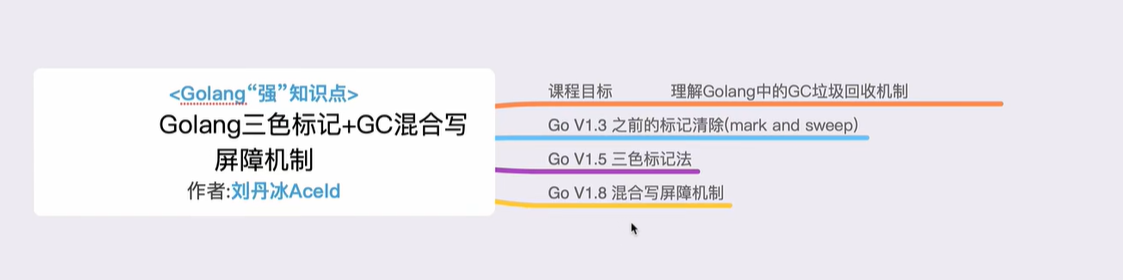 <Golang“强”知识点>
Golang三色标记+GC混合写
屏障机制
作者:刘丹冰Aceld
课程目标 理解Golang中的GC垃圾回收机制
Go V1.3 之前的标记清除(mark and sweep)
Go V1.5 三色标记法
Go V1.8 混合写屏障机制